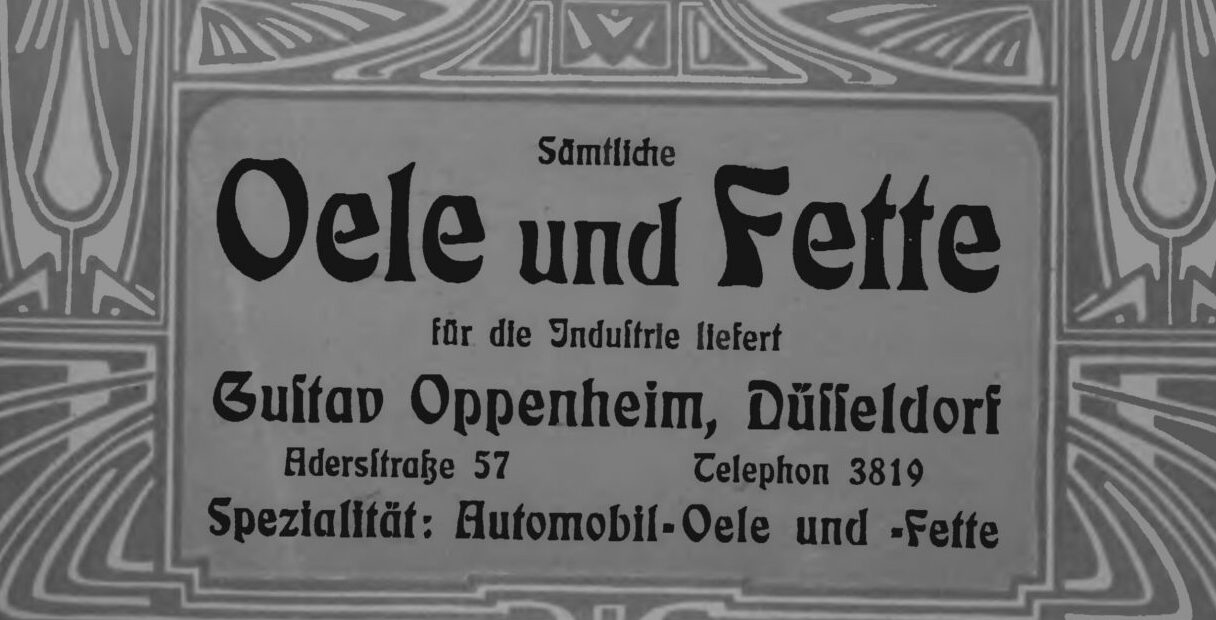 Sämtliche
Oele und Fette
für die Induſtrie liefert
Guſtav Oppenheim, Düſſeldorf
Adersſtraße 57 Telephon 3819
Spezialität: Automobil-Oele und -Fette